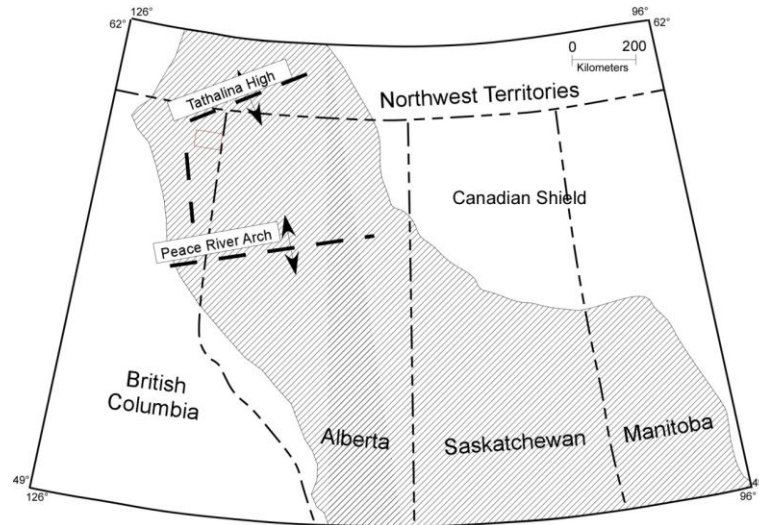 126°
96°
62°
62°
0 200
Kilometers
Tathalina High
Northwest Territories
Canadian Shield
Peace River Arch
British
Columbia
Alberta
Saskatchewan
Manitoba
49°
126°
96°